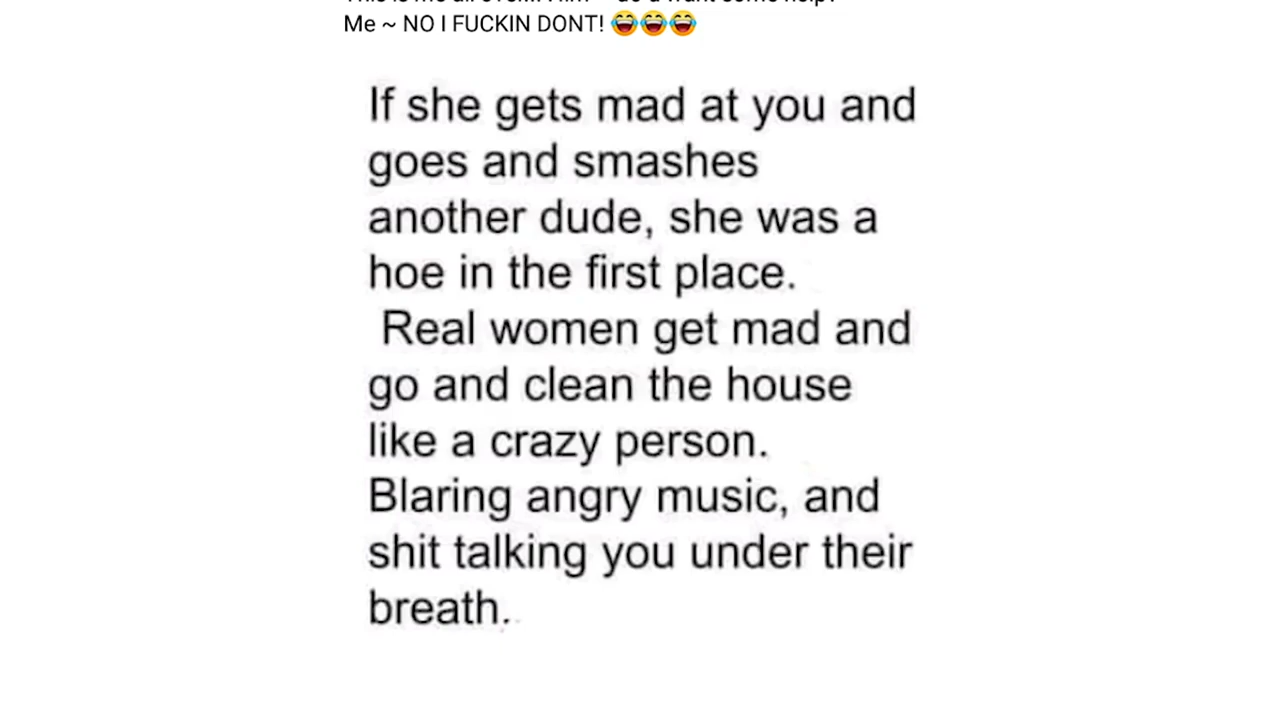 Me ~ NO I FUCKIN DONT! 😂😂😂
If she gets mad at you and
goes and smashes
another dude, she was a
hoe in the first place.
Real women get mad and
go and clean the house
like a crazy person.
Blaring angry music, and
shit talking you under their
breath.